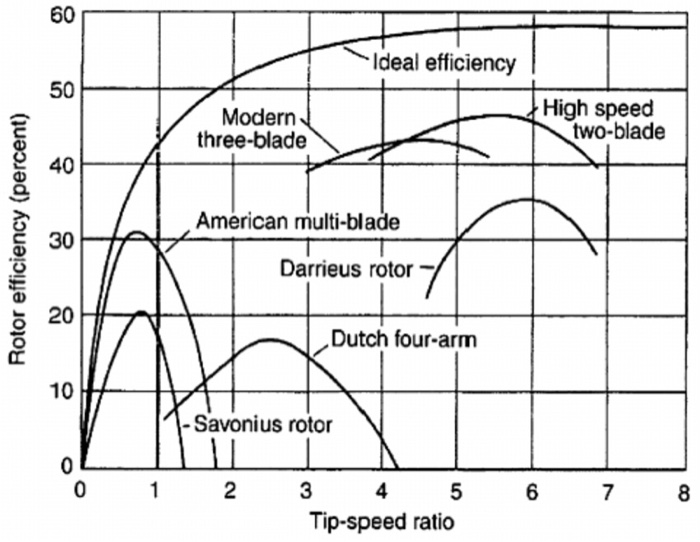 60
50
40
30
20
10
0
Rotor efficiency (percent)
Ideal efficiency
Modern
three-blade
High speed
two-blade
American multi-blade
Darrieus rotor
Dutch four-arm
Savonius rotor
0 1 2 3 4 5 6 7 8
Tip-speed ratio